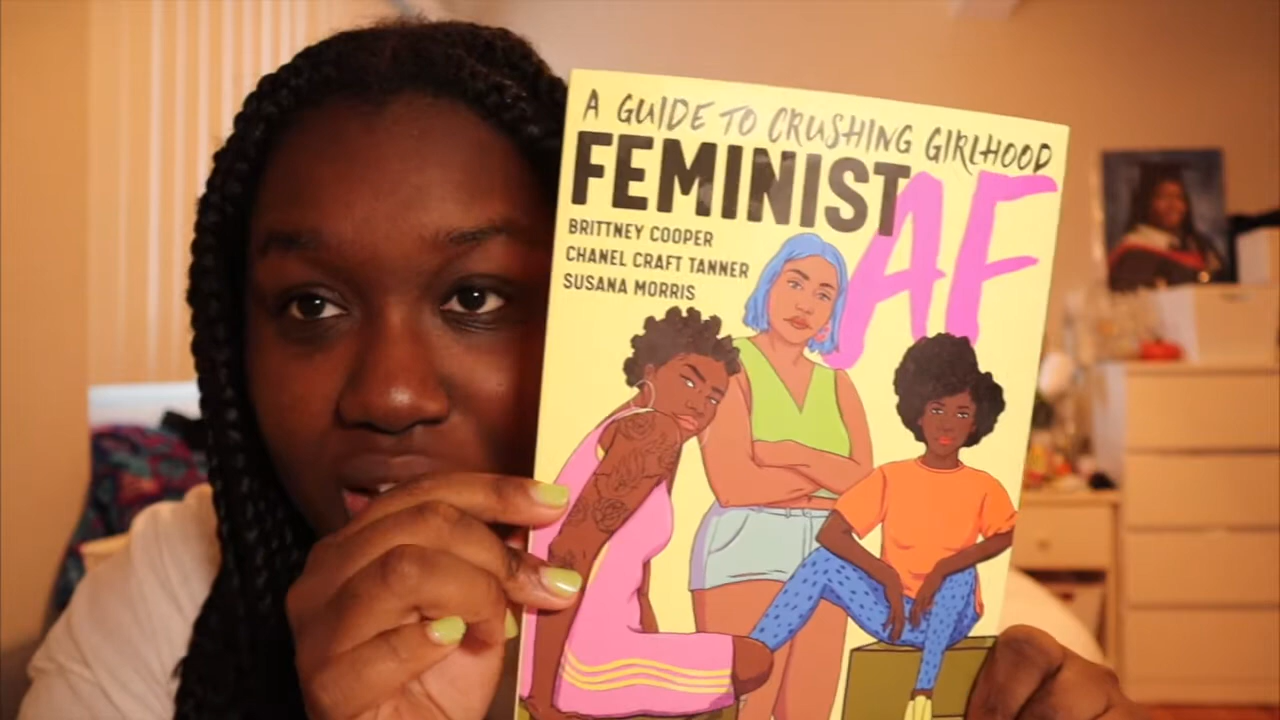 A GUIDE TO CRUSHING GIRLHOOD
FEMINIST AF
BRITTNEY COOPER
CHANEL CRAFT TANNER
SUSANA MORRIS